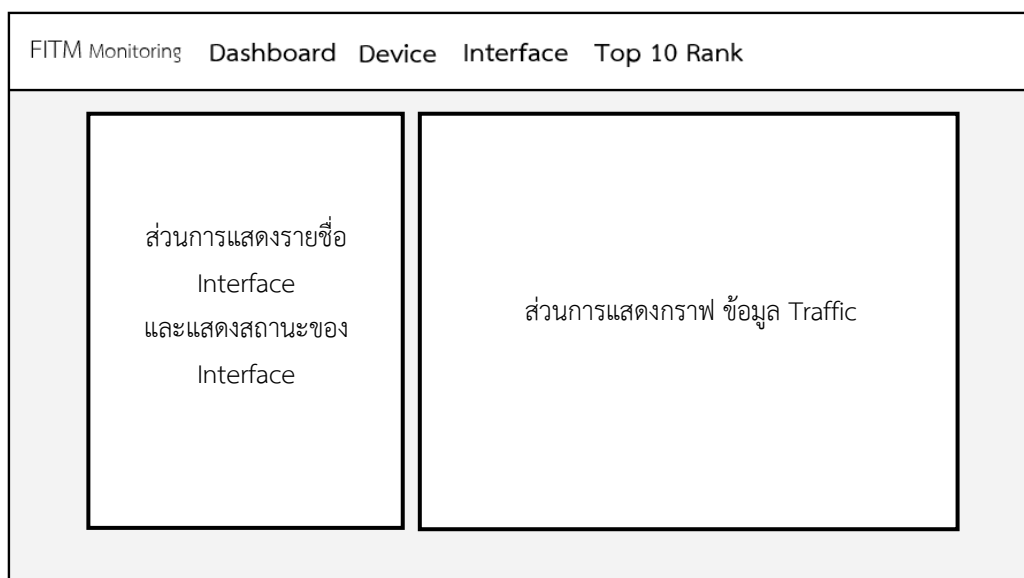 FITM Monitoring Dashboard Device Interface Top 10 Rank
ส่วนการแสดงรายชื่อ
Interface
และแสดงสถานะของ
Interface
ส่วนการแสดงกราฟ ข้อมูล Traffic